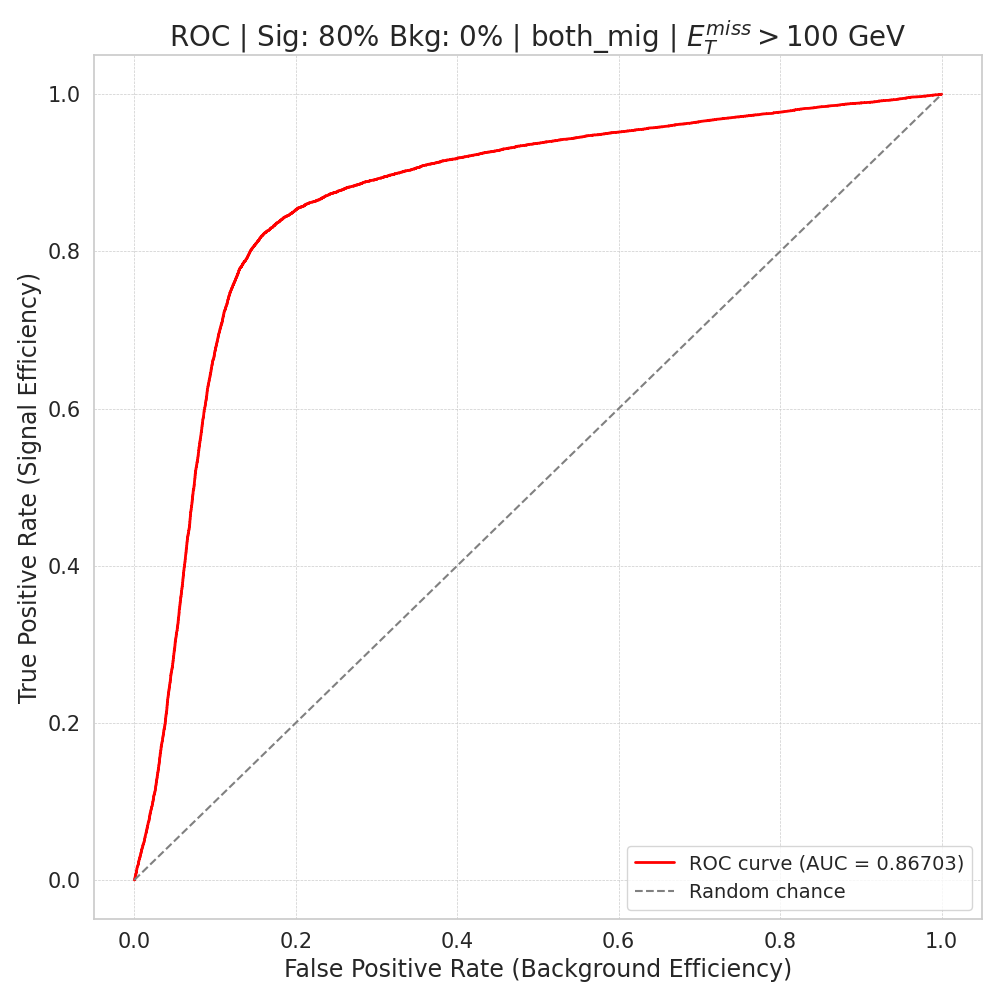 ROC | Sig: 80% Bkg: 0% | both_mig | $E_T^{miss} > 100$ GeV
True Positive Rate (Signal Efficiency)
1.0
0.8
0.6
0.4
0.2
0.0
ROC curve (AUC = 0.86703)
Random chance
0.0 0.2 0.4 0.6 0.8 1.0
False Positive Rate (Background Efficiency)